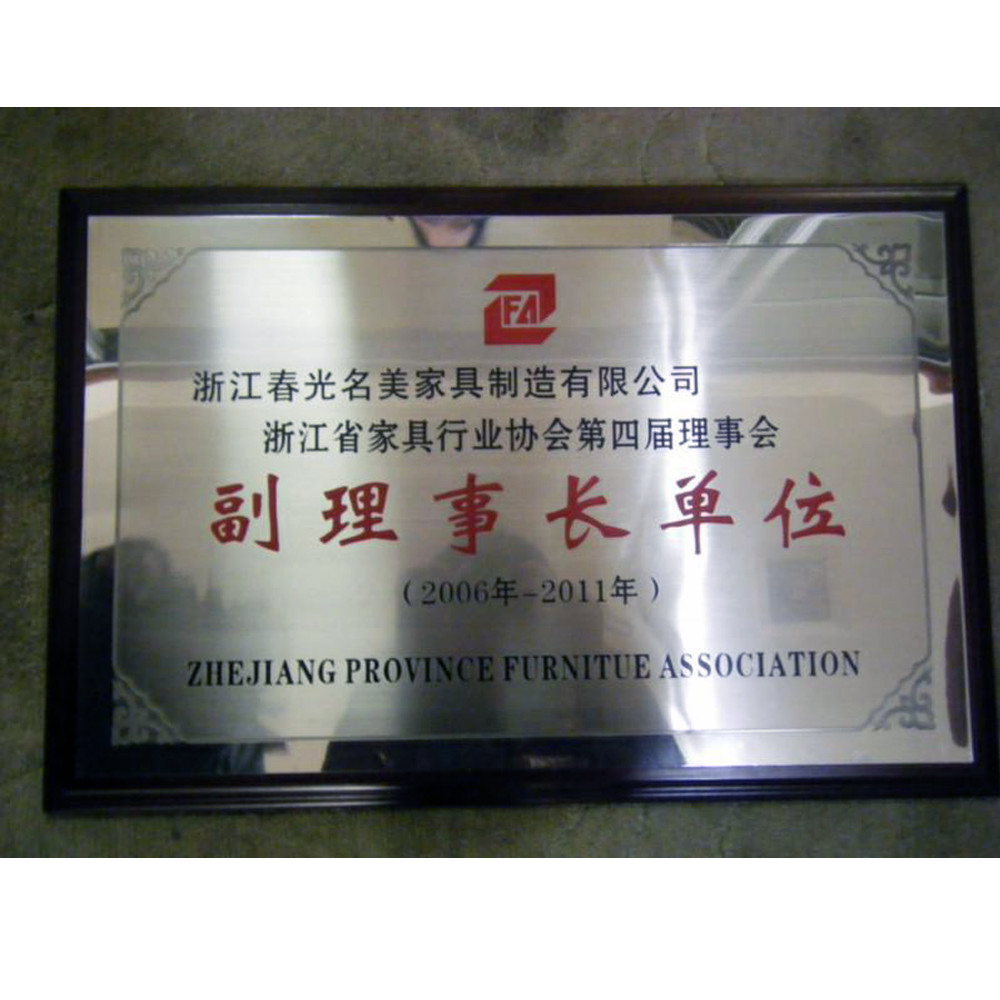 FA
浙江春光名美家具制造有限公司
浙江省家具行业协会第四届理事会
副理事长单位
（2006年-2011年）
ZHEJIANG PROVINCE FURNITUE ASSOCIATION